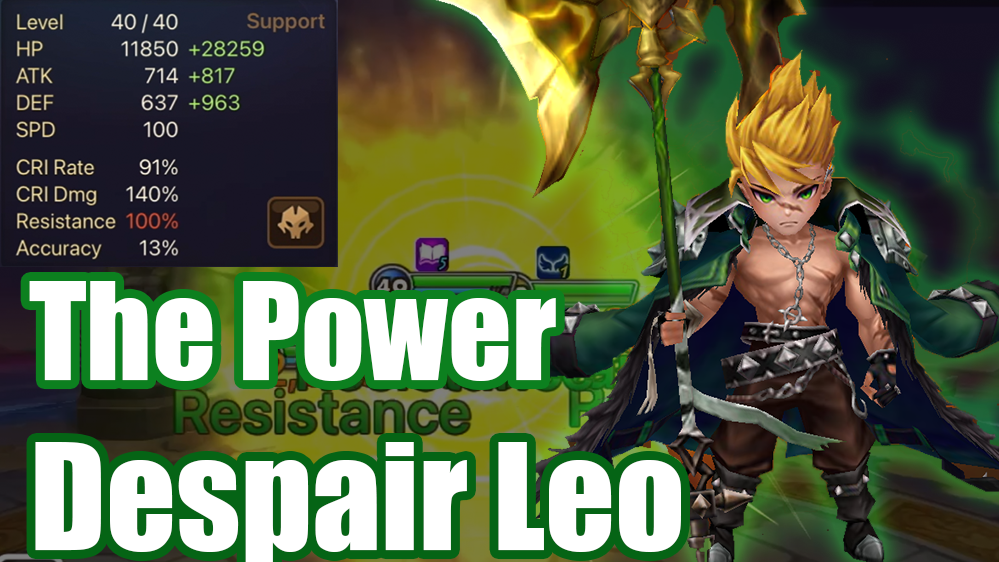 Level 40 / 40 Support
HP 11850 +28259
ATK 714 +817
DEF 637 +963
SPD 100
CRI Rate 91%
CRI Dmg 140%
Resistance 100%
Accuracy 13%
5 1
49
The Power
Resistance
Despair Leo